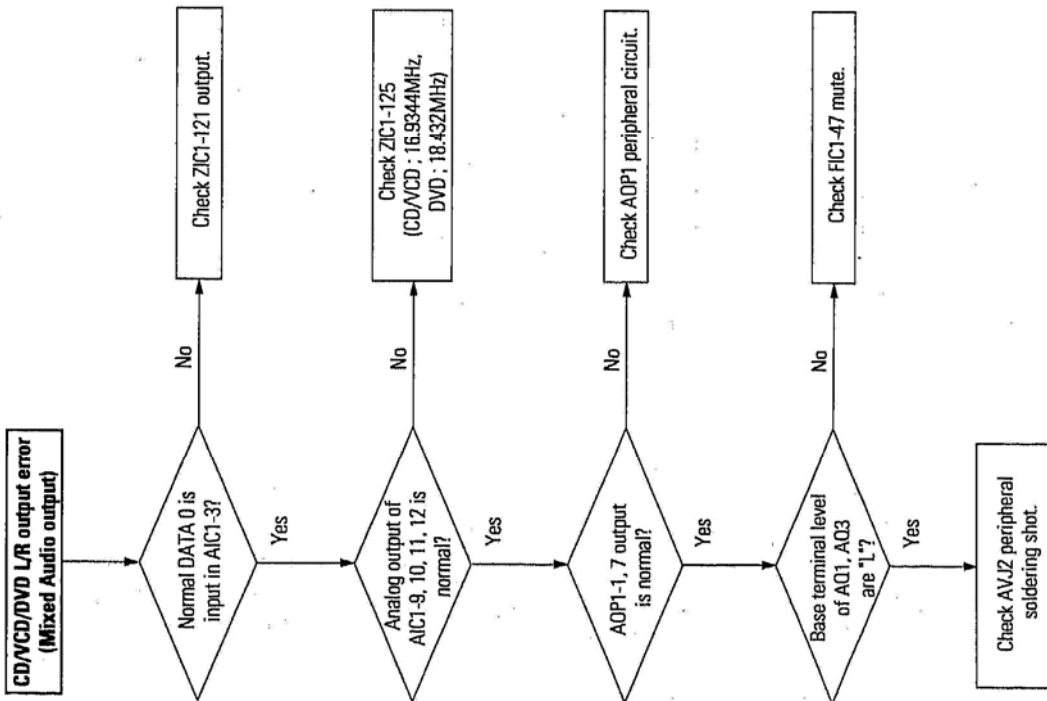 CD/VCD/DVD L/R output error
(Mixed Audio output)
Normal DATA 0 is
input in AIC1-3?
No
Check ZIC1-121 output.
Yes
Analog output of
AIC1-9, 10, 11, 12 is
normal?
No
Check ZIC1-125
(CD/VCD ; 16.9344MHz,
DVD ; 18.432MHz)
Yes
AOP1-1, 7 output
is normal?
No
Check AOP1 peripheral circuit.
Yes
Base terminal level
of AQ1, AQ3
are "L"?
No
Check FIC1-47 mute.
Yes
Check AVJ2 peripheral
soldering shot.